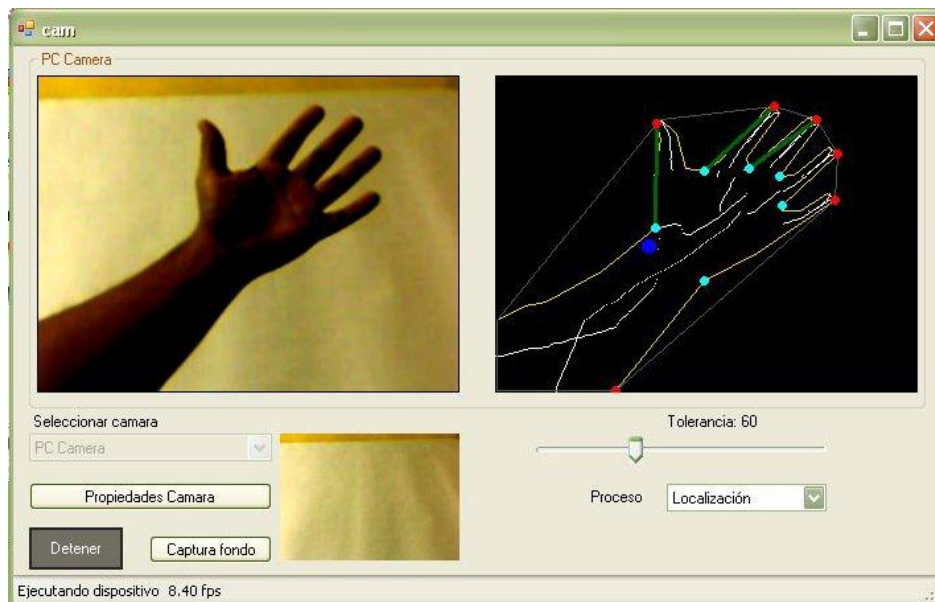 cam
PC Camera
Seleccionar camara
Tolerancia: 60
PC Camera
Propiedades Camara
Proceso
Localización
Detener
Captura fondo
Ejecutando dispositivo 8.40 fps